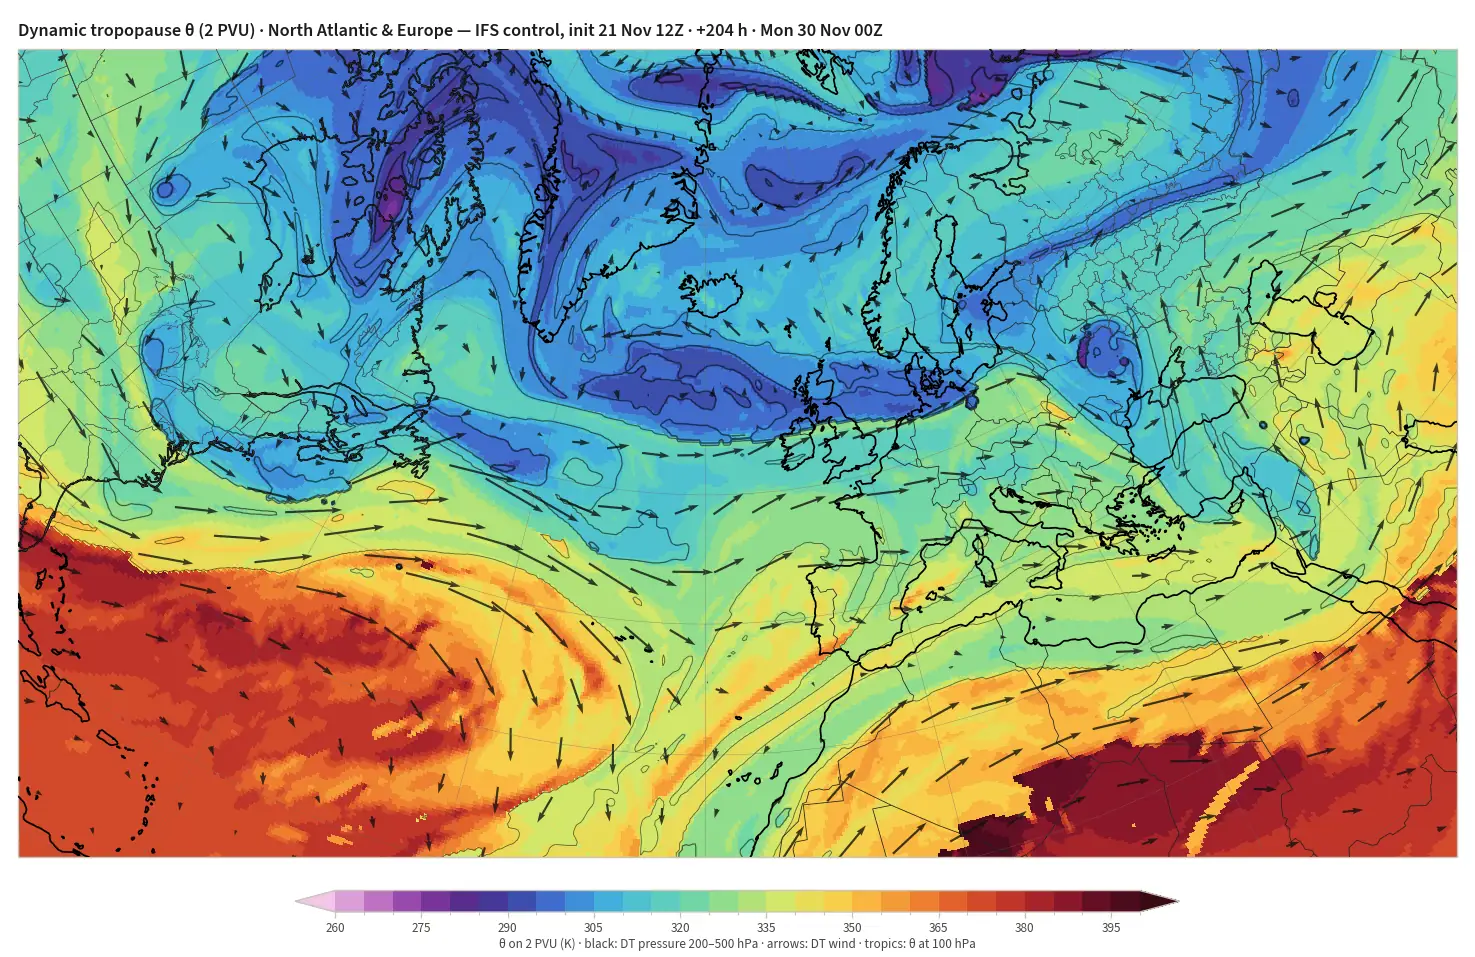 Dynamic tropopause θ (2 PVU) · North Atlantic & Europe — IFS control, init 21 Nov 12Z · +204 h · Mon 30 Nov 00Z
260 275 290 305 320 335 350 365 380 395
θ on 2 PVU (K) · black: DT pressure 200–500 hPa · arrows: DT wind · tropics: θ at 100 hPa